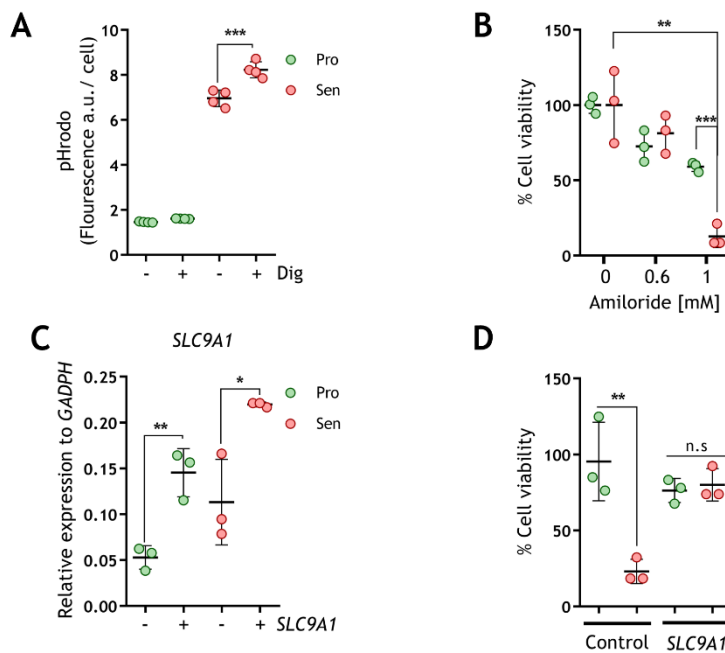 A
10
8
6
4
2
0
pHrodo
(Flourescence a.u./ cell)
***
- + - + Dig
Pro
Sen
B
150
100
50
0
% Cell viability
**
***
0 0.6 1
Amiloride [mM]
C
SLC9A1
0.25
0.20
0.15
0.10
0.05
0.00
Relative expression to GADPH
**
*
- + - + SLC9A1
Pro
Sen
D
150
100
50
0
% Cell viability
**
n.s
Control SLC9A1